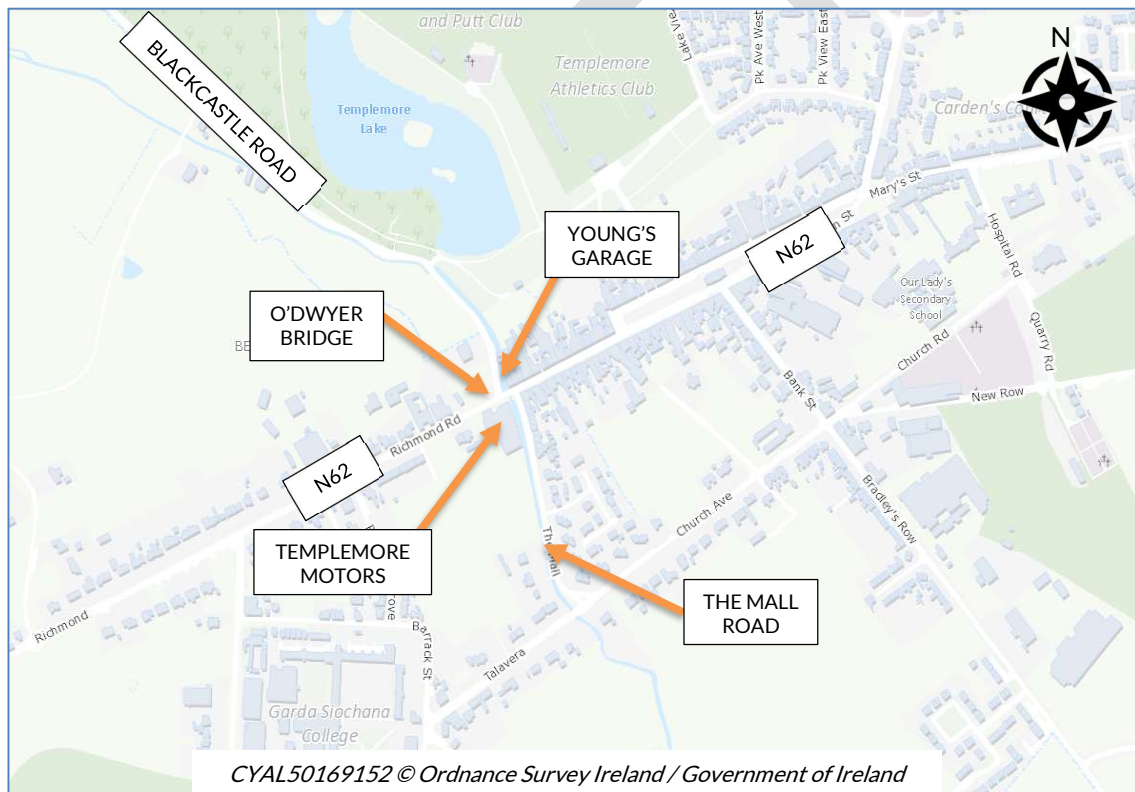 and Putt Club
Lake Vie
Pk Ave West
Pk View East
N
BLACKCASTLE ROAD
Templemore
Athletics Club
Templemore
Lake
Carden's
Mary's St
YOUNG'S
GARAGE
N62
Hospital Rd
Our Lady's
Secondary
School
O'DWYER
BRIDGE
Church Rd
Quarry Rd
Bank St
New Row
Richmond Rd
N62
Church Ave
Bradley's Row
TEMPLEMORE
MOTORS
The Mall
THE MALL
ROAD
Richmond
Barrack St
Talavera
Garda Siochana
College
CYAL50169152 © Ordnance Survey Ireland / Government of Ireland